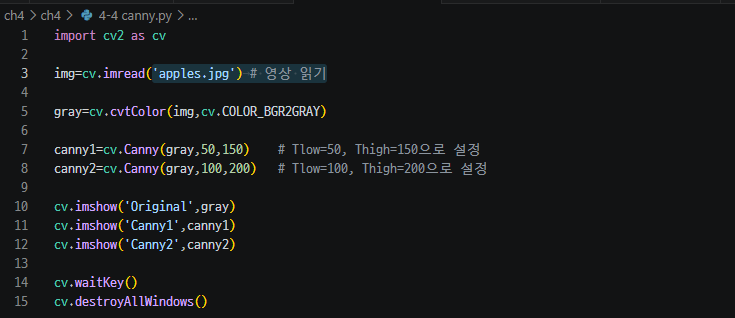 ch4 > ch4 > 4-4 canny.py > ...
1 import cv2 as cv
2
3 img=cv.imread('apples.jpg') # 영상 읽기
4
5 gray=cv.cvtColor(img,cv.COLOR_BGR2GRAY)
6
7 canny1=cv.Canny(gray,50,150)    # Tlow=50, Thigh=150으로 설정
8 canny2=cv.Canny(gray,100,200)   # Tlow=100, Thigh=200으로 설정
9
10 cv.imshow('Original',gray)
11 cv.imshow('Canny1',canny1)
12 cv.imshow('Canny2',canny2)
13
14 cv.waitKey()
15 cv.destroyAllWindows()